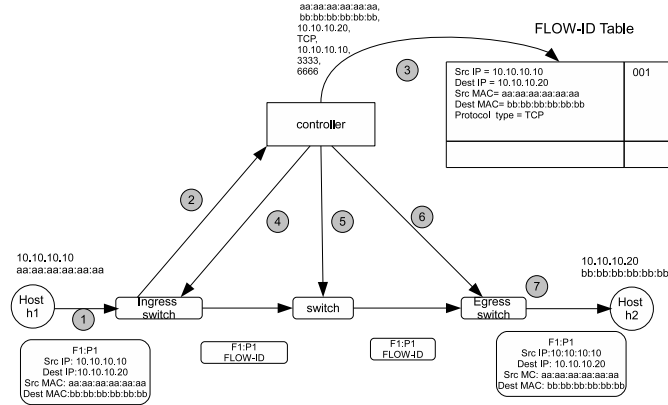 aa:aa:aa:aa:aa:aa,
bb:bb:bb:bb:bb:bb,
10.10.10.20,
TCP,
10.10.10.10,
3333,
6666
FLOW-ID Table
3
Src IP = 10.10.10.10
Dest IP = 10.10.10.20
Src MAC= aa:aa:aa:aa:aa:aa
Dest MAC= bb:bb:bb:bb:bb:bb
Protocol type = TCP
001
controller
2
4
5
6
10.10.10.10
aa:aa:aa:aa:aa:aa
10.10.10.20
bb:bb:bb:bb:bb:bb
Host
h1
1
Ingress
switch
switch
Egress
switch
7
Host
h2
F1:P1
Src IP: 10.10.10.10
Dest IP:10.10.10.20
Src MAC: aa:aa:aa:aa:aa:aa
Dest MAC:bb:bb:bb:bb:bb:bb
F1:P1
FLOW-ID
F1:P1
FLOW-ID
F1:P1
Src IP:10:10:10:10
Dest IP: 10.10.10.20
Src MC: aa:aa:aa:aa:aa:aa
Dest MAC: bb:bb:bb:bb:bb:bb